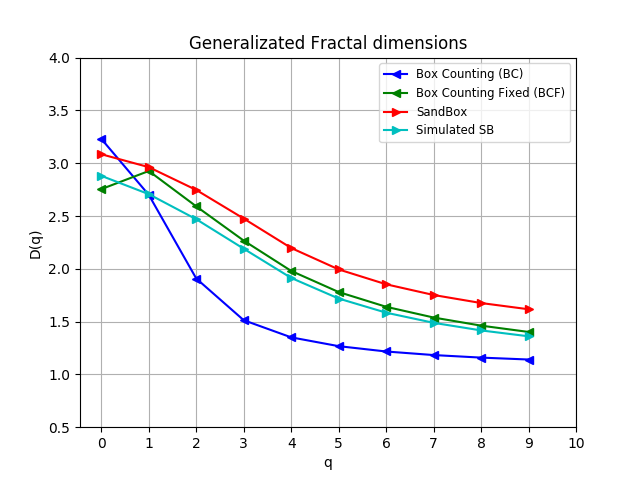 Generalizated Fractal dimensions
Box Counting (BC)
Box Counting Fixed (BCF)
SandBox
Simulated SB
D(q)
4.0
3.5
3.0
2.5
2.0
1.5
1.0
0.5
0 1 2 3 4 5 6 7 8 9 10
q